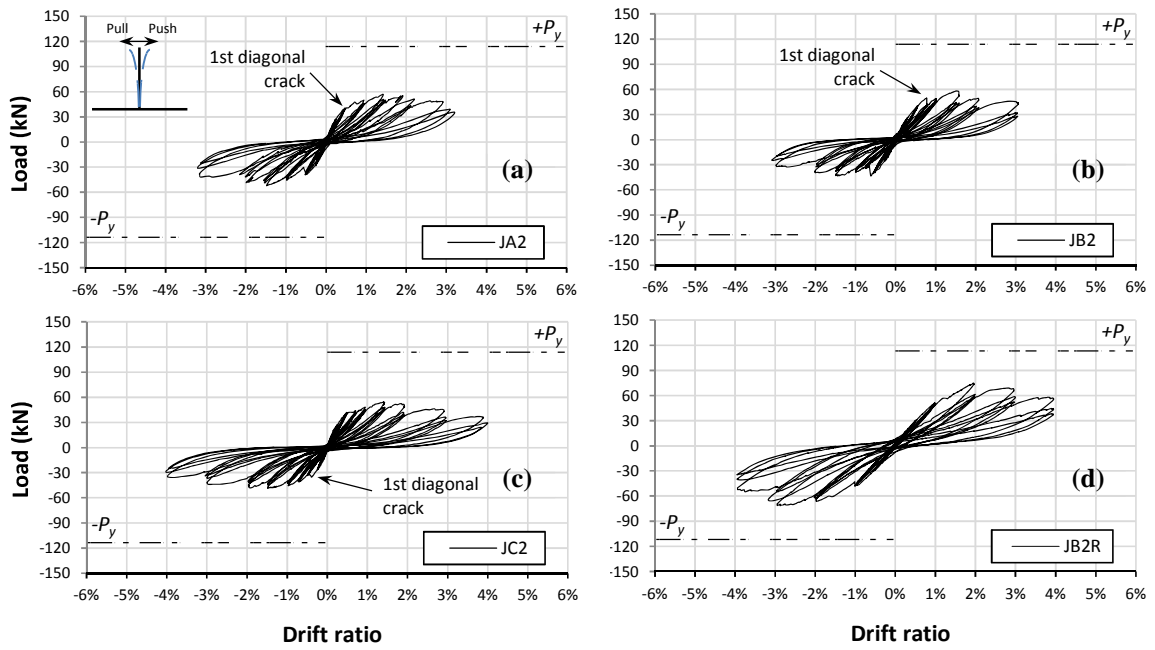 Pull Push
+Py
1st diagonal
crack
150
120
90
60
30
0
-30
-60
-90
-120
-150
Load (kN)
(a)
-Py
JA2
-6% -5% -4% -3% -2% -1% 0% 1% 2% 3% 4% 5% 6%
+Py
1st diagonal
crack
150
120
90
60
30
0
-30
-60
-90
-120
-150
(b)
-Py
JB2
-6% -5% -4% -3% -2% -1% 0% 1% 2% 3% 4% 5% 6%
+Py
150
120
90
60
30
0
-30
-60
-90
-120
-150
Load (kN)
1st diagonal
crack
(c)
-Py
JC2
-6% -5% -4% -3% -2% -1% 0% 1% 2% 3% 4% 5% 6%
Drift ratio
+Py
150
120
90
60
30
0
-30
-60
-90
-120
-150
(d)
-Py
JB2R
-6% -5% -4% -3% -2% -1% 0% 1% 2% 3% 4% 5% 6%
Drift ratio